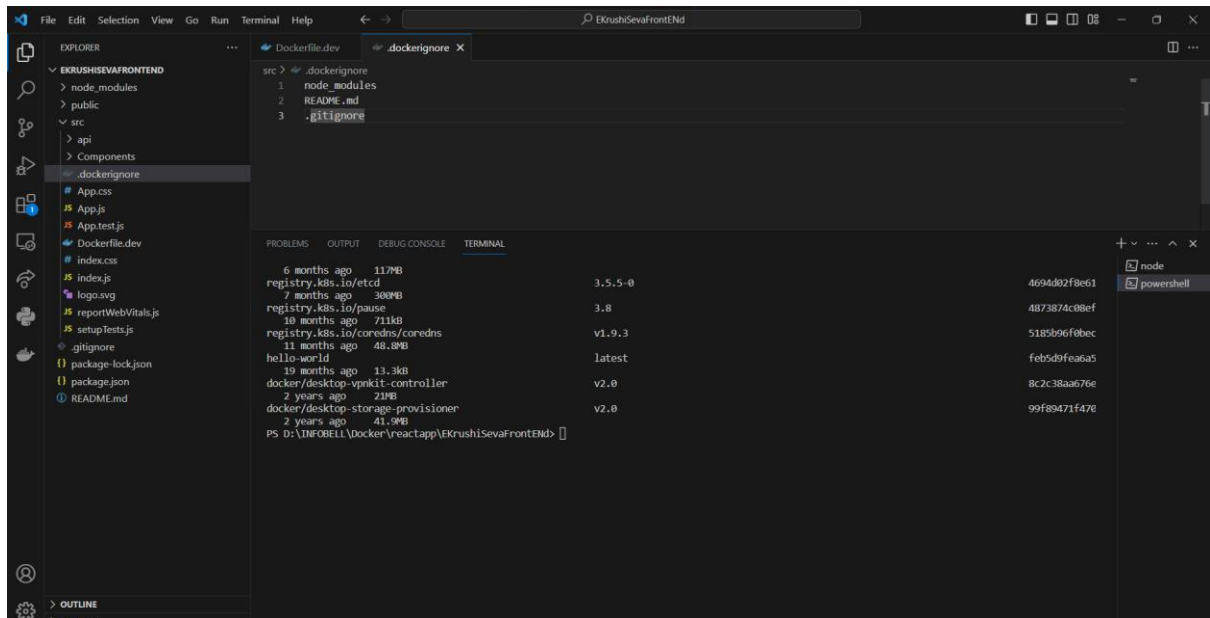 File Edit Selection View Go Run Terminal Help
EKrushiSevaFrontENd
EXPLORER
EKRUSHISEVAFRONTEND
node_modules
public
src
api
Components
.dockerignore
# App.css
JS App.js
JS App.test.js
Dockerfile.dev
# index.css
JS index.js
logo.svg
JS reportWebVitals.js
JS setupTests.js
.gitignore
{} package-lock.json
{} package.json
README.md
OUTLINE
1
Dockerfile.dev .dockerignore
src > .dockerignore
1 node_modules
2 README.md
3 .gitignore
PROBLEMS OUTPUT DEBUG CONSOLE TERMINAL
6 months ago 117MB
registry.k8s.io/etcd 3.5.5-0 4694d02f8e61
7 months ago 300MB
registry.k8s.io/pause 3.8 4873874c08ef
10 months ago 711kB
registry.k8s.io/coredns/coredns v1.9.3 5185b96f0bec
11 months ago 48.8MB
hello-world latest feb5d9fea6a5
19 months ago 13.3kB
docker/desktop-vpnkit-controller v2.0 8c2c38aa676e
2 years ago 21MB
docker/desktop-storage-provisioner v2.0 99f89471f470
2 years ago 41.9MB
PS D:\INFOBELL\Docker\reactapp\EKrushiSevaFrontENd>
node
powershell